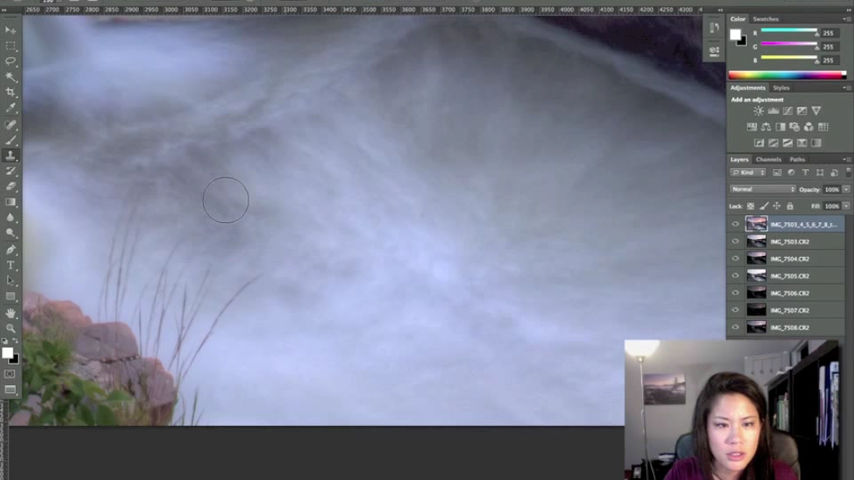 2650 2700 2750 2800 2850 2900 2950 3000 3050 3100 3150 3200 3250 3300 3350 3400 3450 3500 3550 3600 3650 3700 3750 3800 3850 3900 3950 4000 4050 4100 4150 4200 4250 4300
Color Swatches
R 255
G 255
B 255
Adjustments Styles
Add an adjustment
Layers Channels Paths
Kind
Normal Opacity: 100%
Lock: Fill: 100%
IMG_7503_4_5_6_7_8_t...
IMG_7503.CR2
IMG_7504.CR2
IMG_7505.CR2
IMG_7506.CR2
IMG_7507.CR2
IMG_7508.CR2